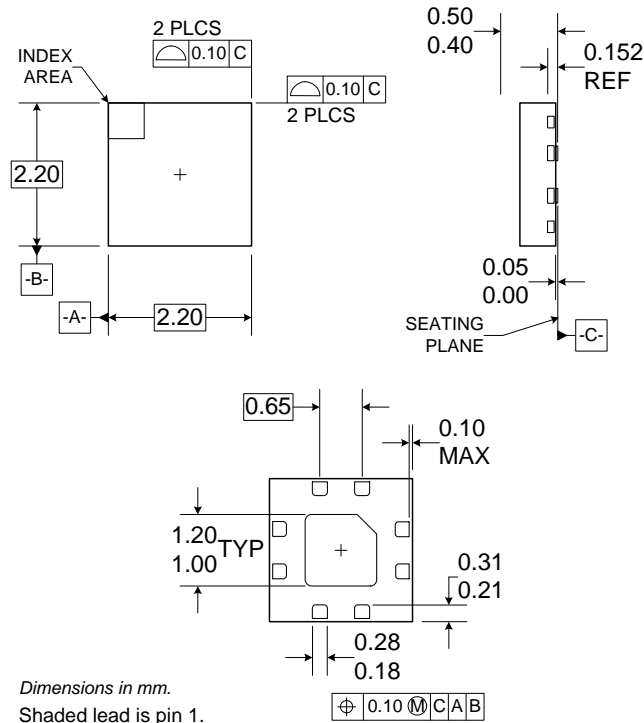 2 PLCS
0.10 C
INDEX
AREA
0.10 C
2 PLCS
2.20
-B-
-A-
2.20
0.50
0.40
0.152
REF
0.05
0.00
SEATING
PLANE
-C-
0.65
0.10
MAX
1.20
1.00
TYP
0.31
0.21
0.28
0.18
0.10 Ⓜ C A B
Dimensions in mm.
Shaded lead is pin 1.